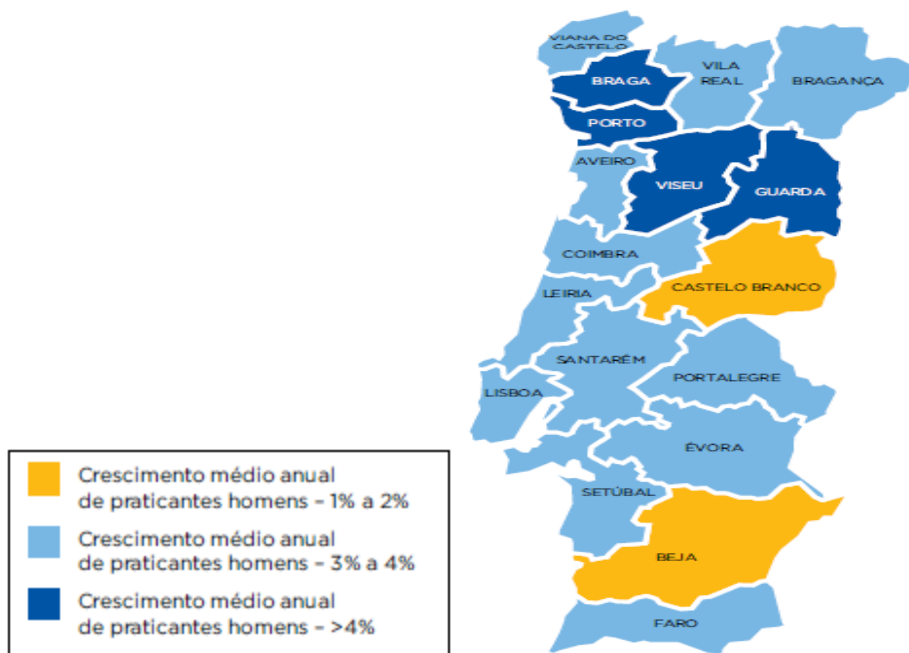 VIANA DO
CASTELO
BRAGA
VILA
REAL
BRAGANÇA
PORTO
AVEIRO
VISEU
GUARDA
COIMBRA
CASTELO BRANCO
LEIRIA
SANTARÉM
PORTALEGRE
LISBOA
ÉVORA
SETÚBAL
BEJA
FARO
Crescimento médio anual
de praticantes homens – 1% a 2%
Crescimento médio anual
de praticantes homens – 3% a 4%
Crescimento médio anual
de praticantes homens – >4%